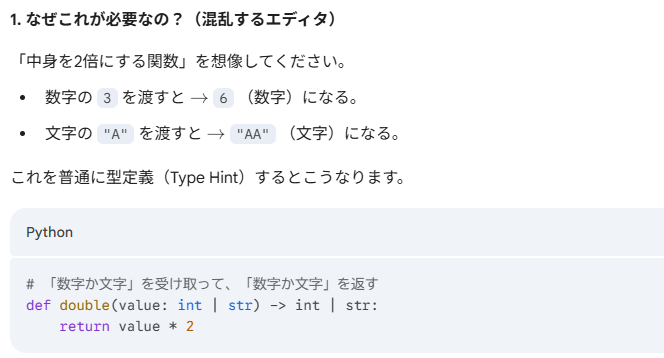 1. なぜこれが必要なの？（混乱するエディタ）
「中身を2倍にする関数」を想像してください。
• 数字の 3 を渡すと → 6 （数字）になる。
• 文字の "A" を渡すと → "AA" （文字）になる。
これを普通に型定義（Type Hint）するとこうなります。
Python
# 「数字か文字」を受け取って、「数字か文字」を返す
def double(value: int | str) -> int | str:
    return value * 2